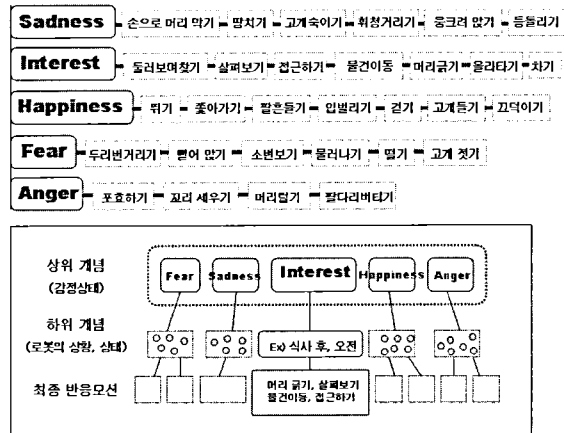 Sadness 손으로 머리 막기 땅치기 고개숙이기 휘청거리기 웅크려 앉기 등돌리기
Interest 둘러보며찾기 살펴보기 접근하기 물건이동 머리긁기 올라타기 차기
Happiness 뛰기 쫓아가기 팔흔들기 입벌리기 걷기 고개들기 끄덕이기
Fear 두리번거리기 떨어 앉기 소변보기 물러나기 떨기 고개 젓기
Anger 포효하기 꼬리 세우기 머리털기 팔다리버티기
상위 개념
(감정상태)
Fear Sadness Interest Happiness Anger
하위 개념
(로봇의 상황, 상태)
Ex) 식사 후, 오전
최종 반응모션
머리 긁기, 살펴보기
물건이동, 접근하기